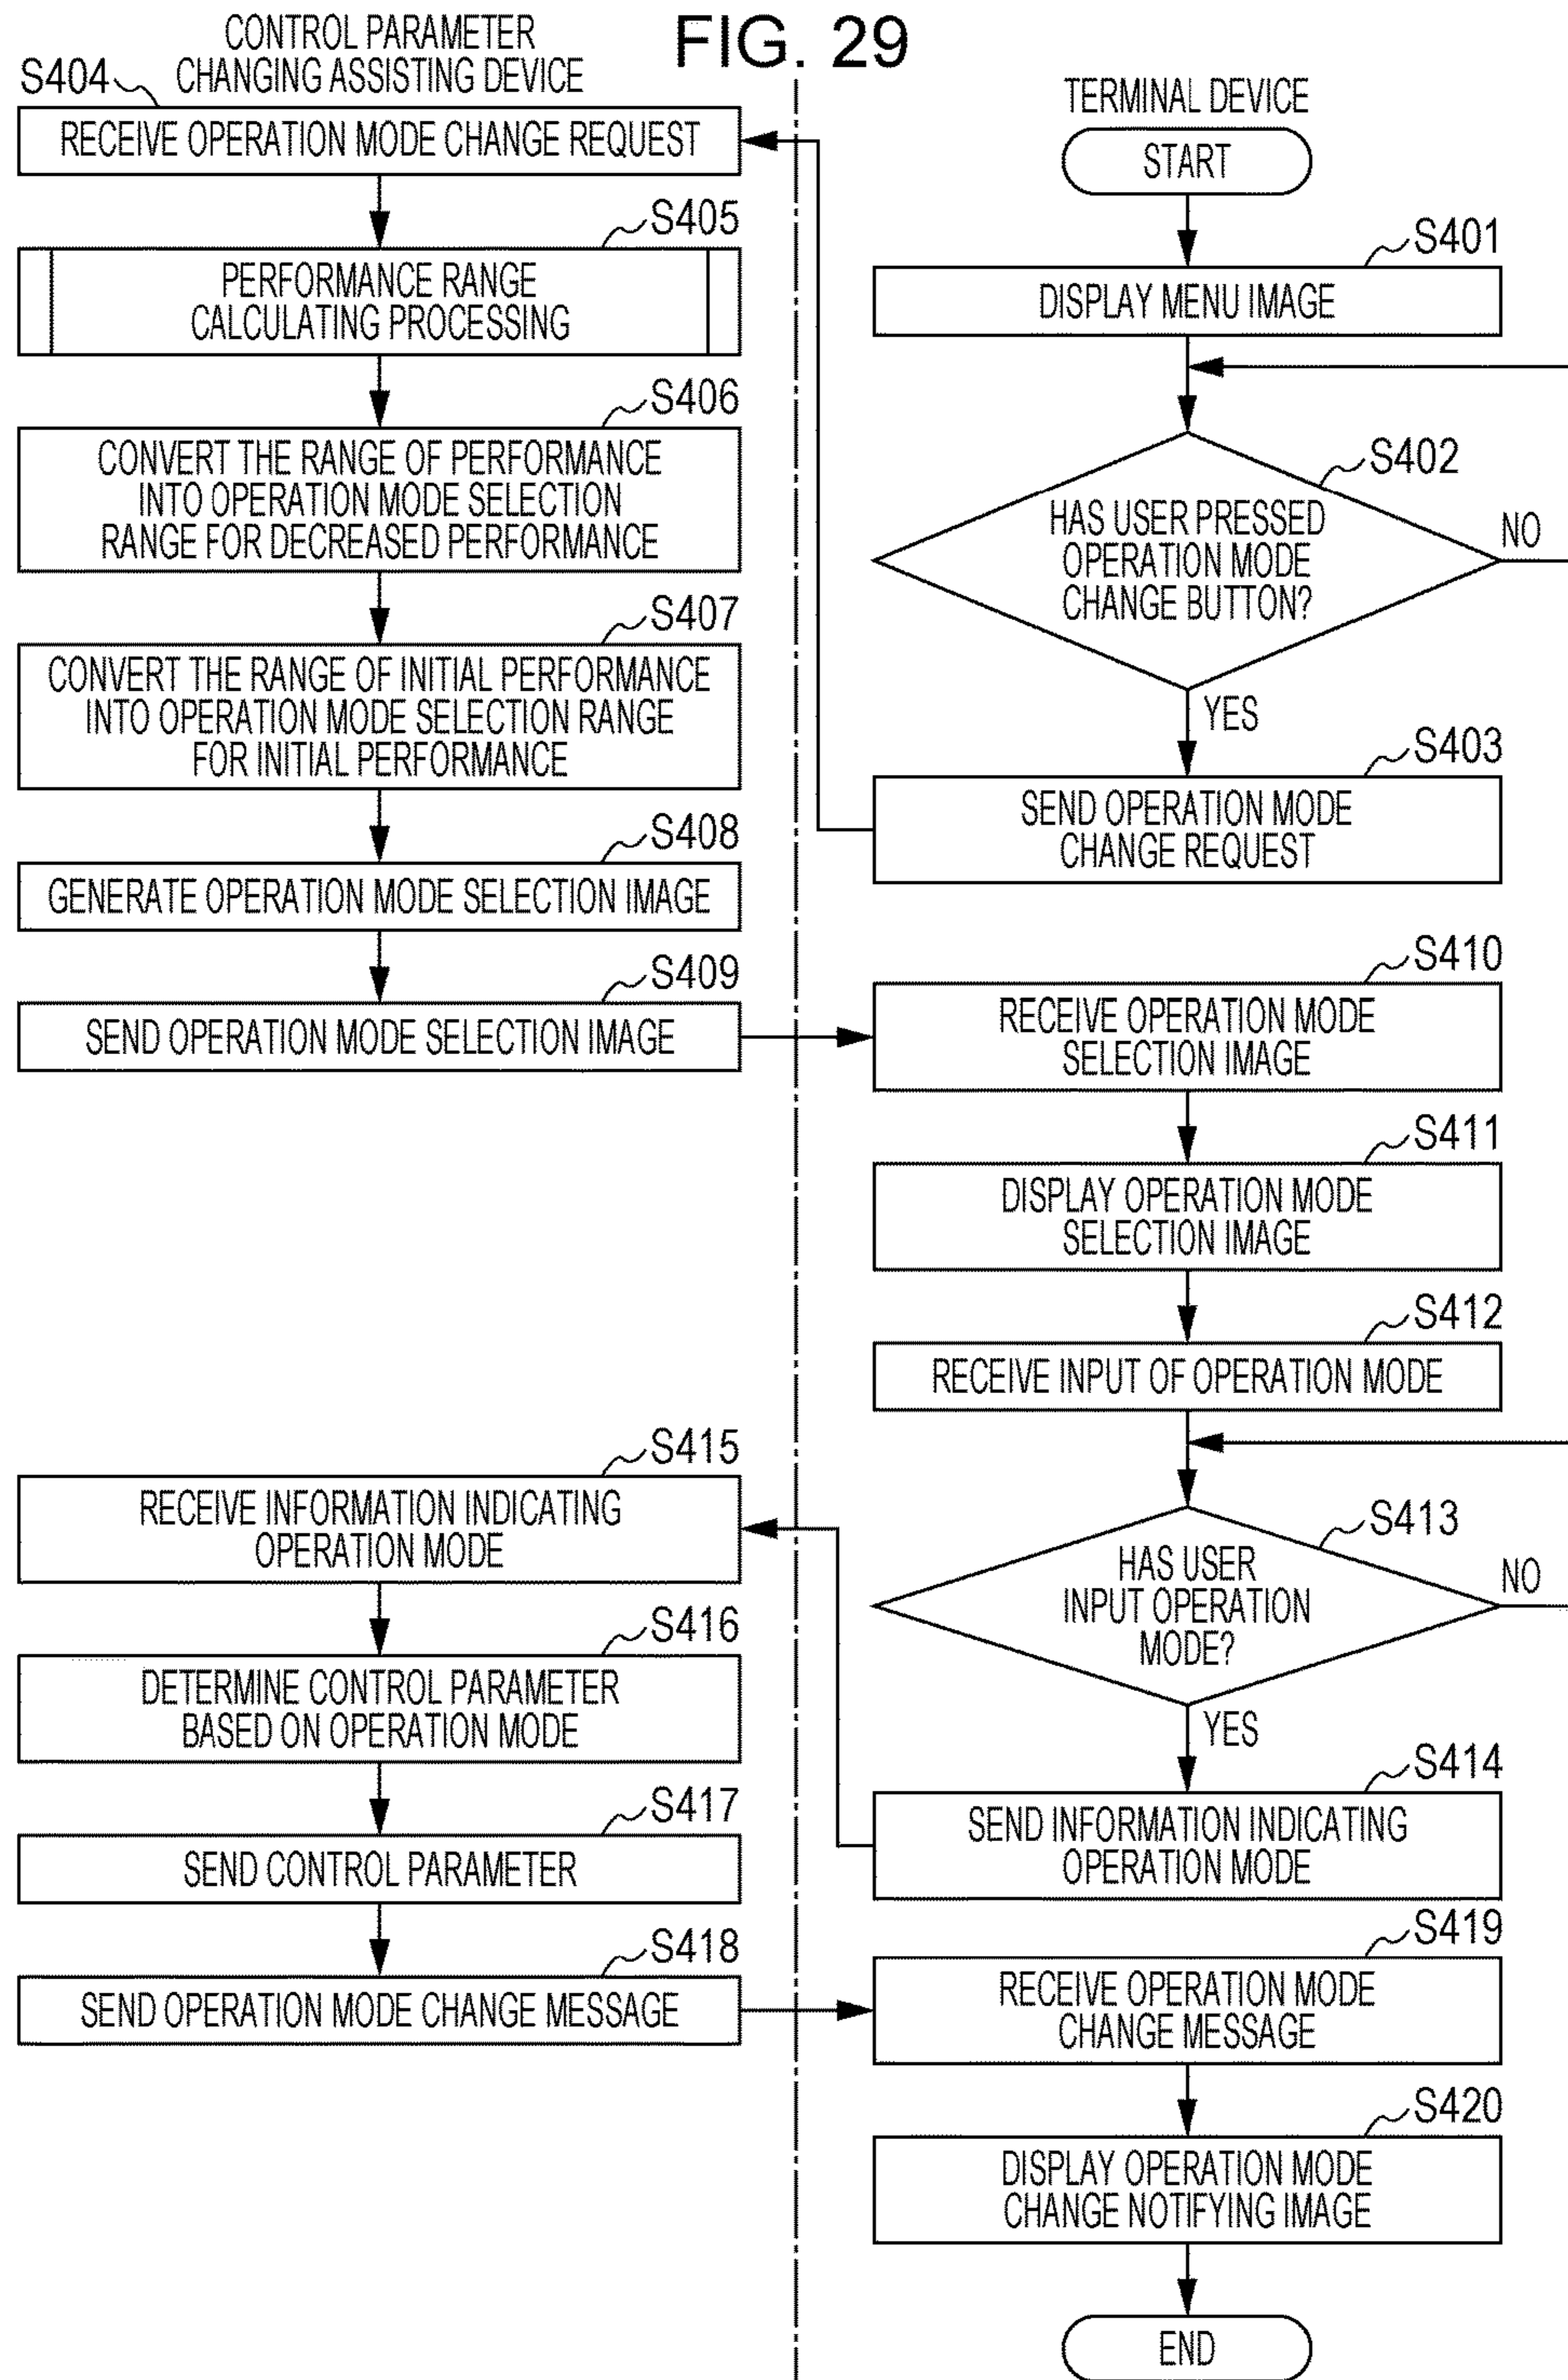 FIG. 29
CONTROL PARAMETER
CHANGING ASSISTING DEVICE
S404
RECEIVE OPERATION MODE CHANGE REQUEST
S405
PERFORMANCE RANGE
CALCULATING PROCESSING
S406
CONVERT THE RANGE OF PERFORMANCE
INTO OPERATION MODE SELECTION
RANGE FOR DECREASED PERFORMANCE
S407
CONVERT THE RANGE OF INITIAL PERFORMANCE
INTO OPERATION MODE SELECTION RANGE
FOR INITIAL PERFORMANCE
S408
GENERATE OPERATION MODE SELECTION IMAGE
S409
SEND OPERATION MODE SELECTION IMAGE
S415
RECEIVE INFORMATION INDICATING
OPERATION MODE
S416
DETERMINE CONTROL PARAMETER
BASED ON OPERATION MODE
S417
SEND CONTROL PARAMETER
S418
SEND OPERATION MODE CHANGE MESSAGE
TERMINAL DEVICE
START
S401
DISPLAY MENU IMAGE
S402
HAS USER PRESSED
OPERATION MODE
CHANGE BUTTON?
NO
YES
S403
SEND OPERATION MODE
CHANGE REQUEST
S410
RECEIVE OPERATION MODE
SELECTION IMAGE
S411
DISPLAY OPERATION MODE
SELECTION IMAGE
S412
RECEIVE INPUT OF OPERATION MODE
S413
HAS USER
INPUT OPERATION
MODE?
NO
YES
S414
SEND INFORMATION INDICATING
OPERATION MODE
S419
RECEIVE OPERATION MODE
CHANGE MESSAGE
S420
DISPLAY OPERATION MODE
CHANGE NOTIFYING IMAGE
END